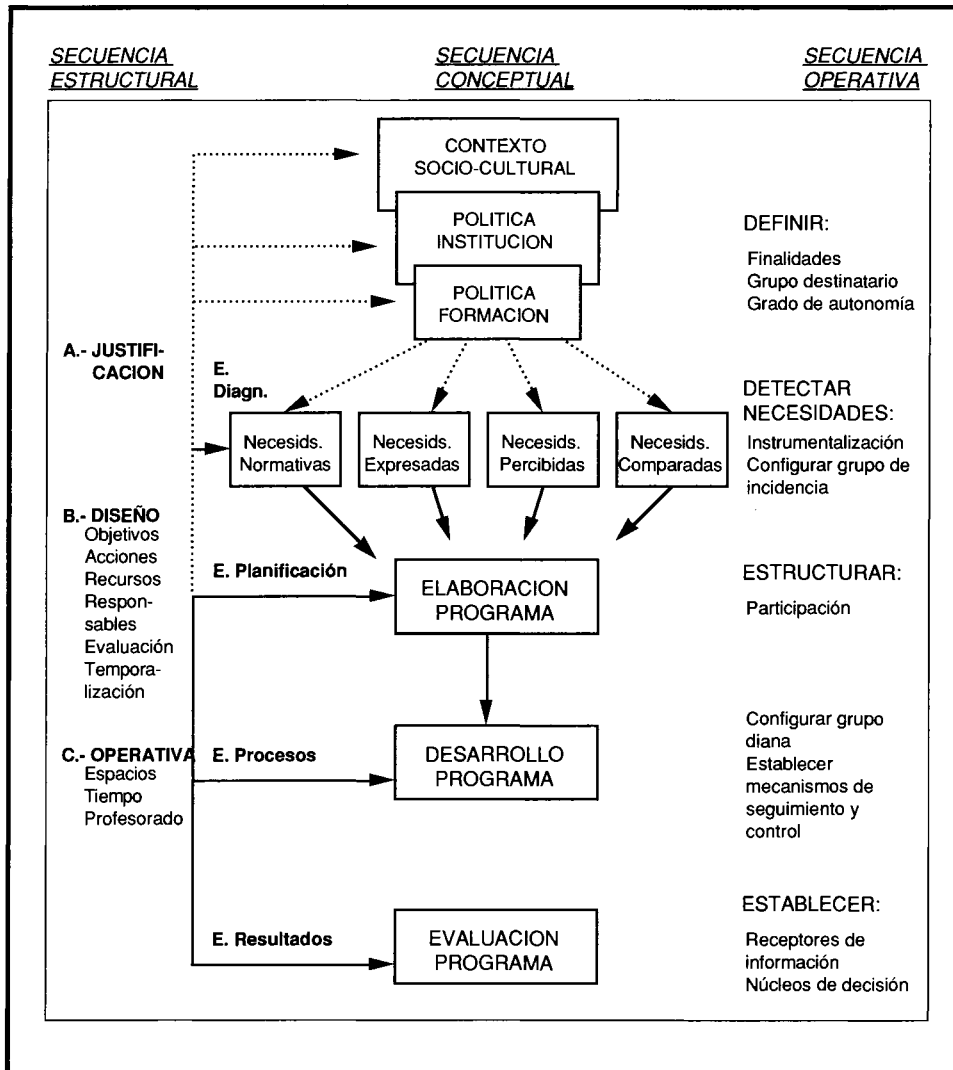 SECUENCIA
ESTRUCTURAL
SECUENCIA
CONCEPTUAL
SECUENCIA
OPERATIVA
CONTEXTO
SOCIO-CULTURAL
POLITICA
INSTITUCION
POLITICA
FORMACION
DEFINIR:
Finalidades
Grupo destinatario
Grado de autonomía
A.- JUSTIFI-
CACION
E.
Diagn.
Necesids.
Normativas
Necesids.
Expresadas
Necesids.
Percibidas
Necesids.
Comparadas
DETECTAR
NECESIDADES:
Instrumentalización
Configurar grupo de
incidencia
B.- DISEÑO
Objetivos
Acciones
Recursos
Respon-
sables
Evaluación
Tempora-
lización
E. Planificación
ELABORACION
PROGRAMA
ESTRUCTURAR:
Participación
C.- OPERATIVA
Espacios
Tiempo
Profesorado
E. Procesos
DESARROLLO
PROGRAMA
Configurar grupo
diana
Establecer
mecanismos de
seguimiento y
control
E. Resultados
EVALUACION
PROGRAMA
ESTABLECER:
Receptores de
información
Núcleos de decisión